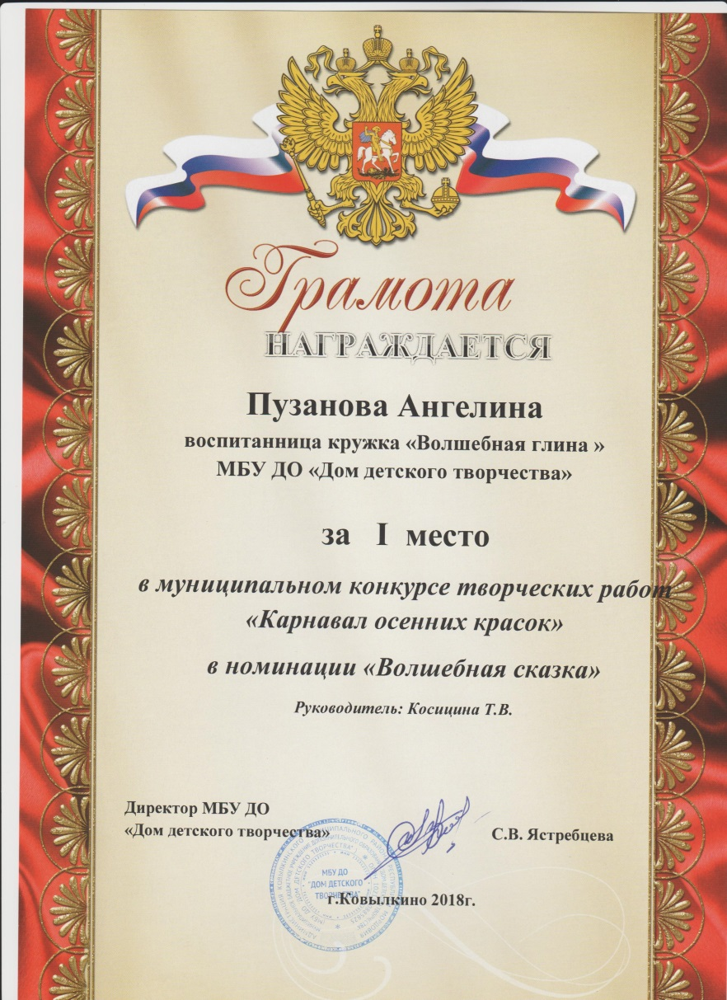 Грамота
НАГРАЖДАЕТСЯ
Пузанова Ангелина
воспитанница кружка «Волшебная глина »
МБУ ДО «Дом детского творчества»
за I место
в муниципальном конкурсе творческих работ
«Карнавал осенних красок»
в номинации «Волшебная сказка»
Руководитель: Косицина Т.В.
Директор МБУ ДО
«Дом детского творчества»
С.В. Ястребцева
МБУ ДО
"ДОМ ДЕТСКОГО
ТВОРЧЕСТВА"
г.Ковылкино 2018г.